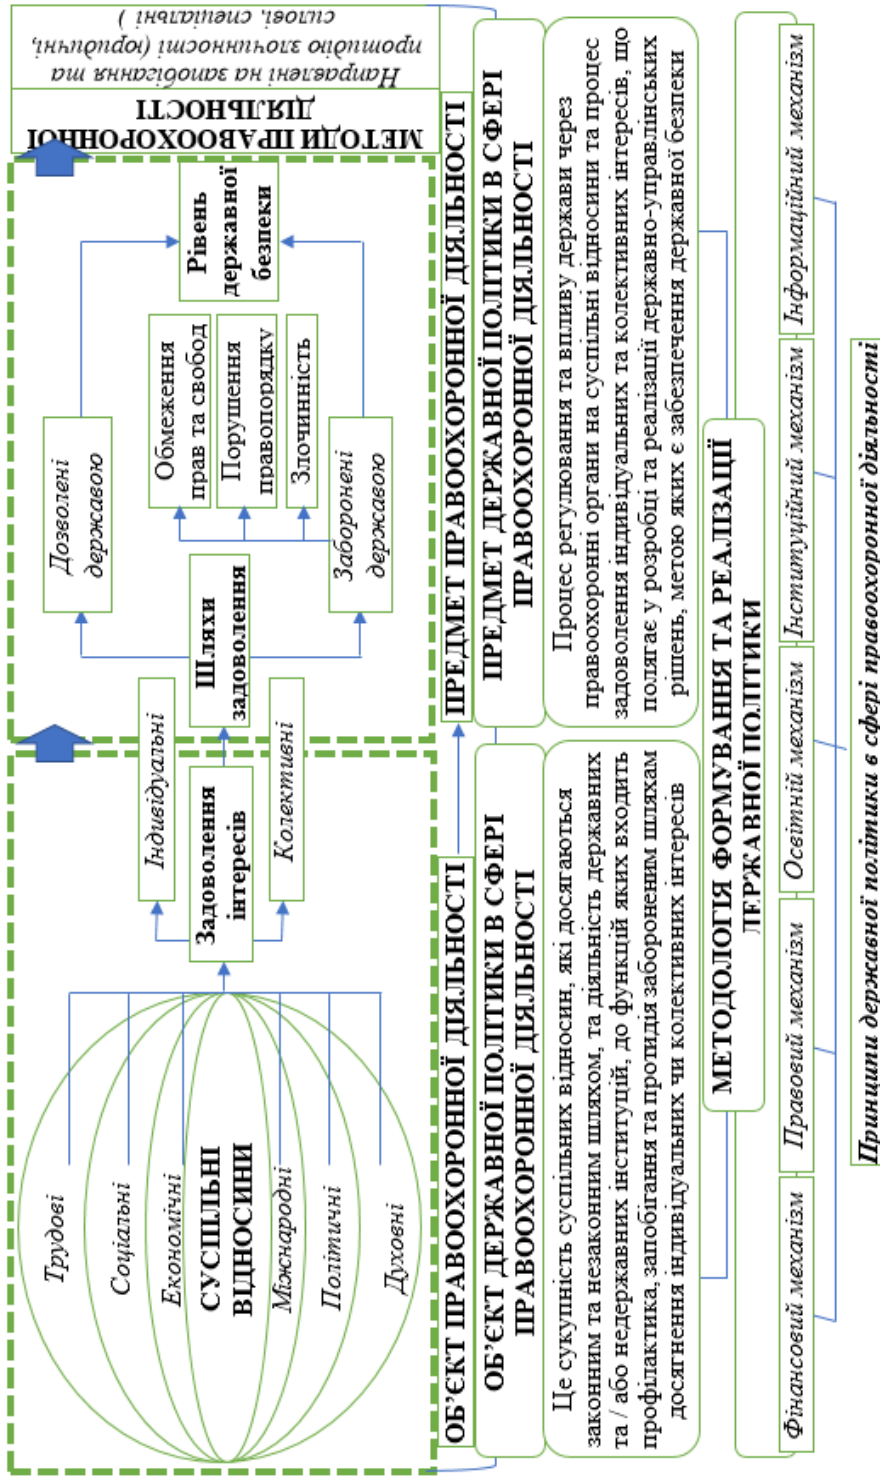 Трудові
Соціальні
Економічні
СУСПІЛЬНІ
ВІДНОСИНИ
Міжнародні
Політичні
Духовні
Індивідуальні
Задоволення
інтересів
Колективні
Шляхи
задоволення
Дозволені
державою
Обмеження
прав та свобод
Порушення
правопорядку
Злочинність
Заборонені
державою
Рівень
державної
безпеки
МЕТОДИ ПРАВООХОРОННОЇ
ДІЯЛЬНОСТІ
Направлені на запобігання та
протидію злочинності (юридичні,
силові, спеціальні )
ОБ’ЄКТ ПРАВООХОРОННОЇ ДІЯЛЬНОСТІ
ПРЕДМЕТ ПРАВООХОРОННОЇ ДІЯЛЬНОСТІ
ОБ’ЄКТ ДЕРЖАВНОЇ ПОЛІТИКИ В СФЕРІ
ПРАВООХОРОННОЇ ДІЯЛЬНОСТІ
ПРЕДМЕТ ДЕРЖАВНОЇ ПОЛІТИКИ В СФЕРІ
ПРАВООХОРОННОЇ ДІЯЛЬНОСТІ
Це сукупність суспільних відносин, які досягаються
законним та незаконним шляхом, та діяльність державних
та / або недержавних інституцій, до функцій яких входить
профілактика, запобігання та протидія забороненим шляхам
досягнення індивідуальних чи колективних інтересів
Процес регулювання та впливу держави через
правоохоронні органи на суспільні відносини та процес
задоволення індивідуальних та колективних інтересів, що
полягає у розробці та реалізації державно-управлінських
рішень, метою яких є забезпечення державної безпеки
МЕТОДОЛОГІЯ ФОРМУВАННЯ ТА РЕАЛІЗАЦІЇ
ДЕРЖАВНОЇ ПОЛІТИКИ
Фінансовий механізм
Правовий механізм
Освітній механізм
Інституційний механізм
Інформаційний механізм
Принципи державної політики в сфері правоохоронної діяльності